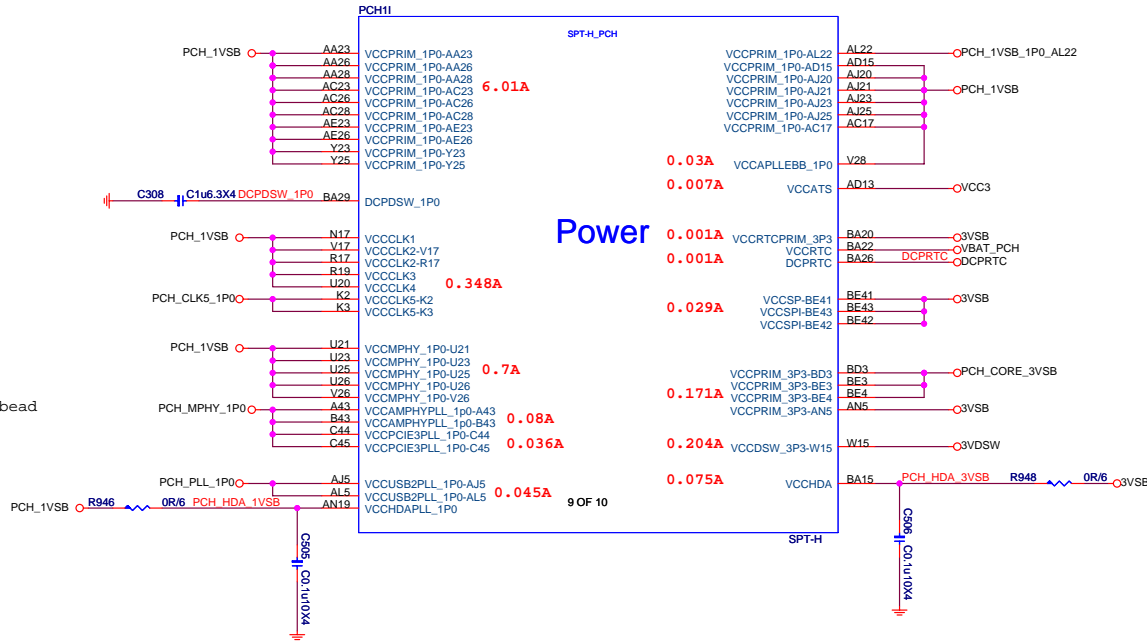 PCH1I
SPT-H_PCH
PCH_1VSB AA23 VCCPRIM_1P0-AA23
AA26 VCCPRIM_1P0-AA26
AA28 VCCPRIM_1P0-AA28
AC23 VCCPRIM_1P0-AC23 6.01A
AC26 VCCPRIM_1P0-AC26
AC28 VCCPRIM_1P0-AC28
AE23 VCCPRIM_1P0-AE23
AE26 VCCPRIM_1P0-AE26
Y23 VCCPRIM_1P0-Y23
Y25 VCCPRIM_1P0-Y25
C308 C1u6.3X4 DCPDSW_1P0 BA29 DCPDSW_1P0
PCH_1VSB N17 VCCCLK1
V17 VCCCLK2-V17
R17 VCCCLK2-R17
R19 VCCCLK3
U20 VCCCLK4 0.348A
PCH_CLK5_1P0 K2 VCCCLK5-K2
K3 VCCCLK5-K3
PCH_1VSB U21 VCCMPHY_1P0-U21
U23 VCCMPHY_1P0-U23
U25 VCCMPHY_1P0-U25 0.7A
U26 VCCMPHY_1P0-U26
V26 VCCMPHY_1P0-V26
bead
PCH_MPHY_1P0 A43 VCCAMPHYPLL_1p0-A43
B43 VCCAMPHYPLL_1p0-B43 0.08A
C44 VCCPCIE3PLL_1P0-C44
C45 VCCPCIE3PLL_1P0-C45 0.036A
PCH_PLL_1P0 AJ5 VCCUSB2PLL_1P0-AJ5
AL5 VCCUSB2PLL_1P0-AL5 0.045A
PCH_1VSB R946 0R/6 PCH_HDA_1VSB AN19 VCCHDAPLL_1P0
C505 C0.1u10X4
Power
VCCPRIM_1P0-AL22 AL22 PCH_1VSB_1P0_AL22
VCCPRIM_1P0-AD15 AD15
VCCPRIM_1P0-AJ20 AJ20
VCCPRIM_1P0-AJ21 AJ21 PCH_1VSB
VCCPRIM_1P0-AJ23 AJ23
VCCPRIM_1P0-AJ25 AJ25
VCCPRIM_1P0-AC17 AC17
0.03A VCCAPLLEBB_1P0 V28
0.007A VCCATS AD13 VCC3
0.001A VCCRTCPRIM_3P3 BA20 3VSB
VCCRTC BA22 VBAT_PCH
0.001A DCPRTC BA26 DCPRTC DCPRTC
VCCSP-BE41 BE41 3VSB
0.029A VCCSPI-BE43 BE43
VCCSPI-BE42 BE42
VCCPRIM_3P3-BD3 BD3 PCH_CORE_3VSB
VCCPRIM_3P3-BE3 BE3
0.171A VCCPRIM_3P3-BE4 BE4
VCCPRIM_3P3-AN5 AN5 3VSB
0.204A VCCDSW_3P3-W15 W15 3VDSW
0.075A VCCHDA BA15 PCH_HDA_3VSB R948 0R/6 3VSB
C506 C0.1u10X4
9 OF 10
SPT-H